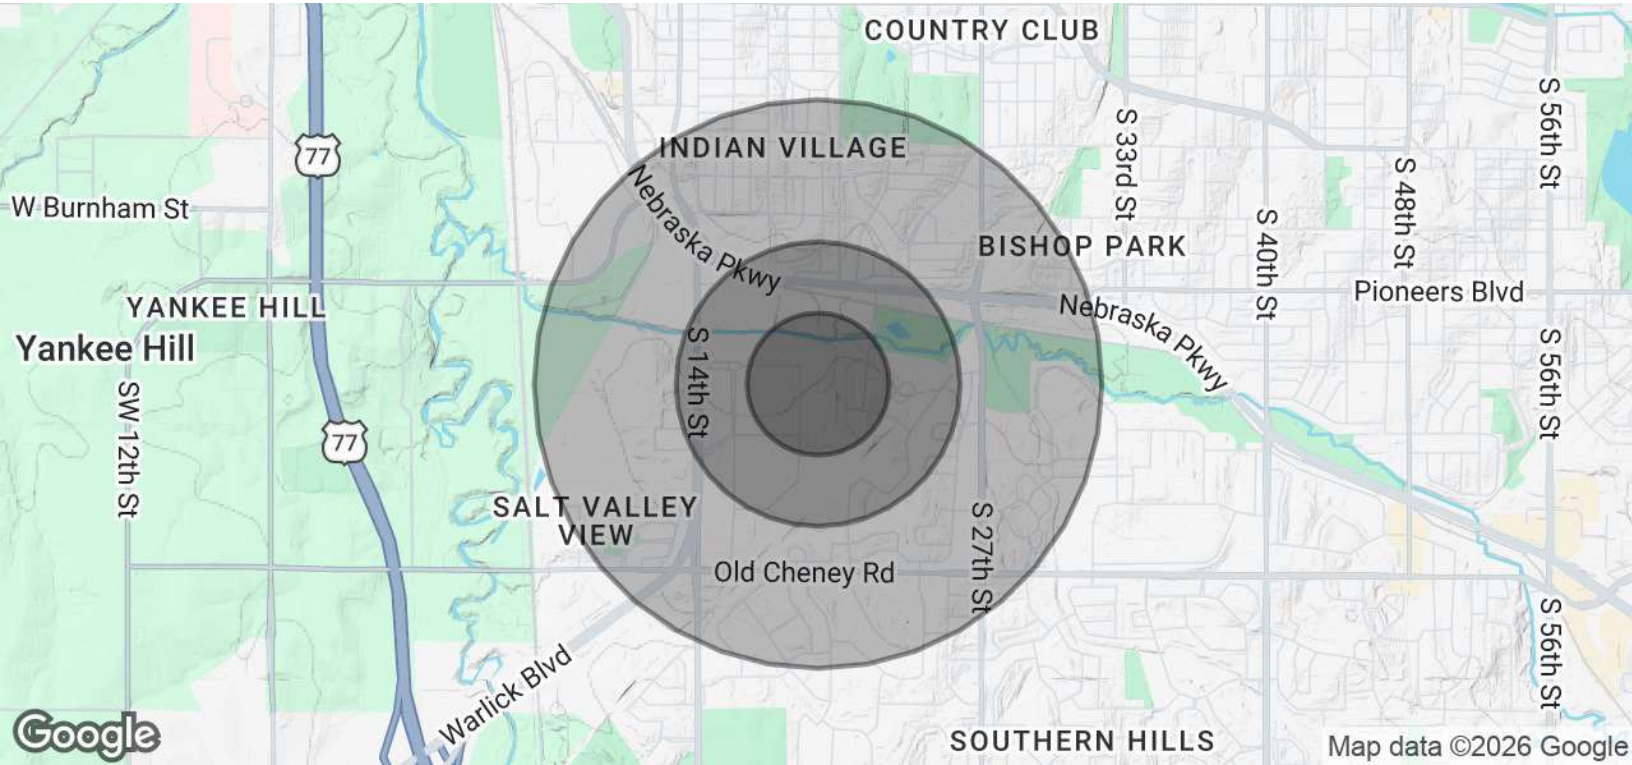 COUNTRY CLUB
S 56th St
S 33rd St
INDIAN VILLAGE
77
S 48th St
W Burnham St
Nebraska Pkwy
S 40th St
BISHOP PARK
Pioneers Blvd
YANKEE HILL
Nebraska Pkwy
Yankee Hill
S 14th St
S 56th St
SW 12th St
77
SALT VALLEY
VIEW
S 27th St
Old Cheney Rd
S 56th St
Warlick Blvd
SOUTHERN HILLS
Google
Map data ©2026 Google